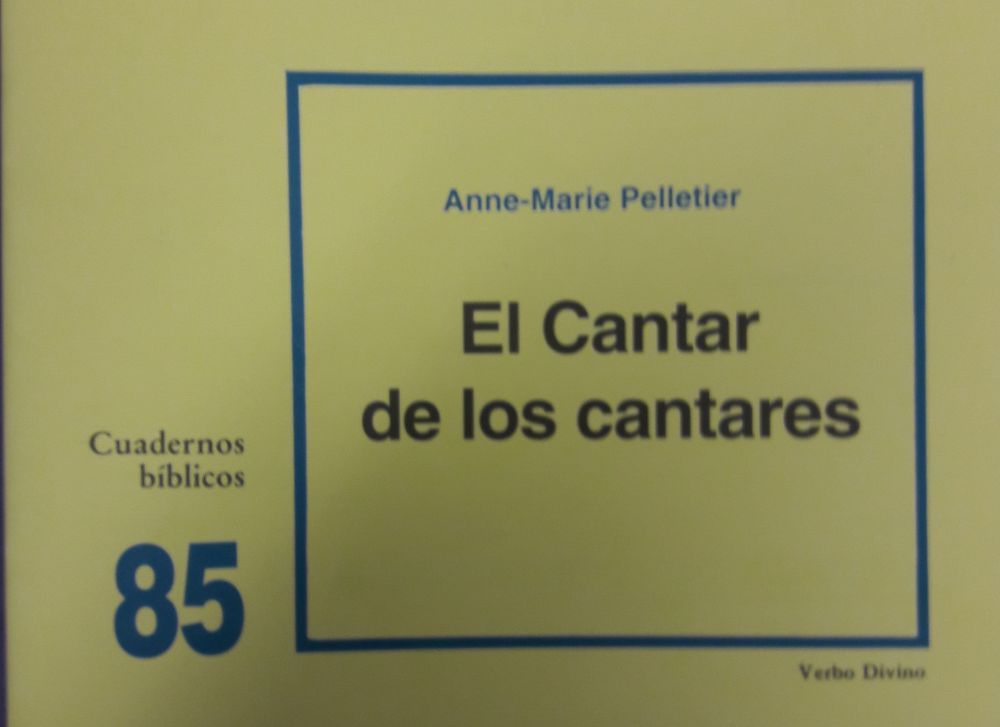 Anne-Marie Pelletier
El Cantar
de los cantares
Cuadernos
bíblicos
85
Verbo Divino